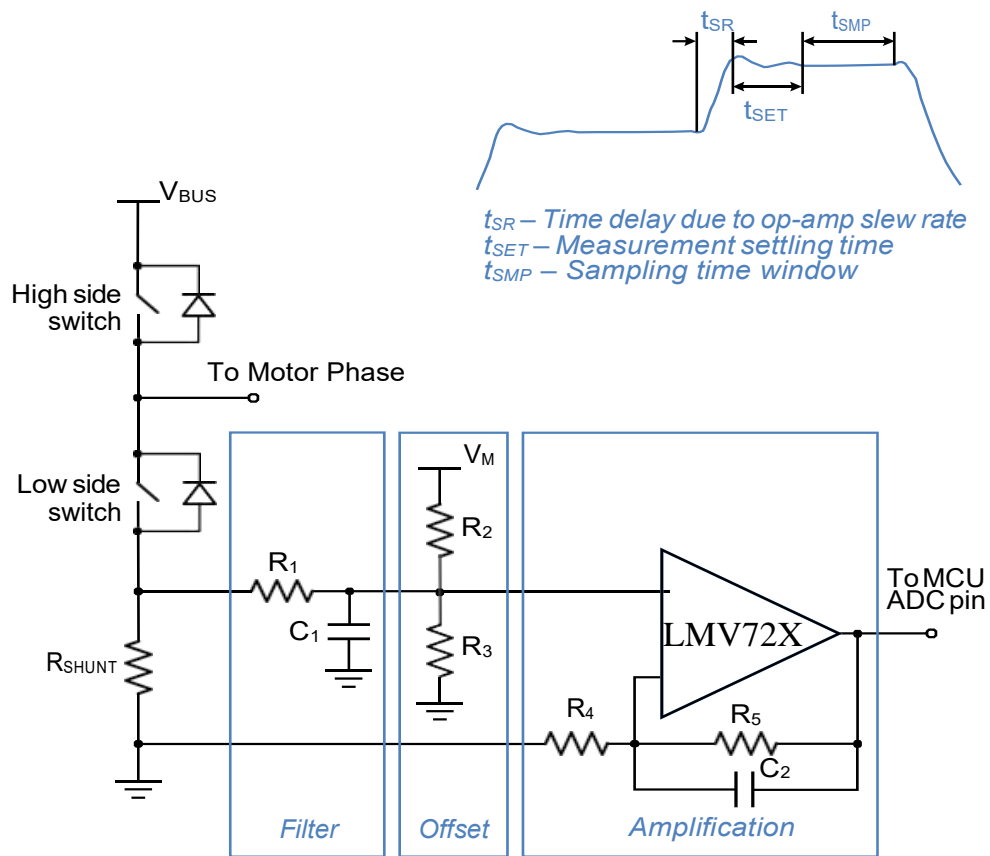 tSR
tSMP
tSET
tSR – Time delay due to op-amp slew rate
tSET – Measurement settling time
tSMP – Sampling time window
VBUS
High side
switch
To Motor Phase
Low side
switch
VM
R2
R1
C1
R3
RSHUNT
LMV72X
To MCU
ADC pin
R4
R5
C2
Filter
Offset
Amplification